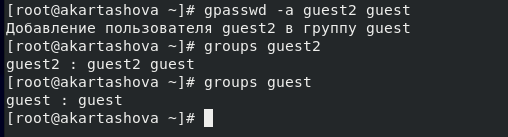 [root@akartashova ~]# gpasswd -a guest2 guest
Добавление пользователя guest2 в группу guest
[root@akartashova ~]# groups guest2
guest2 : guest2 guest
[root@akartashova ~]# groups guest
guest : guest
[root@akartashova ~]#